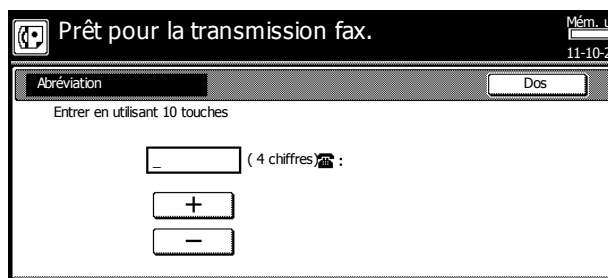 Prêt pour la transmission fax.
Mém.
11-10-2
Abréviation
Dos
Entrer en utilisant 10 touches
_ ( 4 chiffres)☎ :
+
−